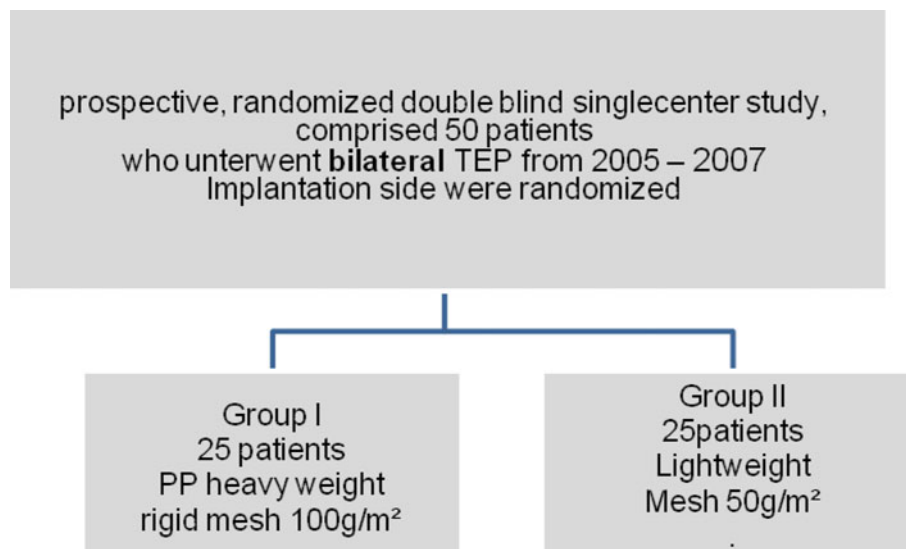 prospective, randomized double blind singlecenter study,
comprised 50 patients
who unterwent bilateral TEP from 2005 – 2007
Implantation side were randomized
Group I
25 patients
PP heavy weight
rigid mesh 100g/m²
Group II
25patients
Lightweight
Mesh 50g/m²
.